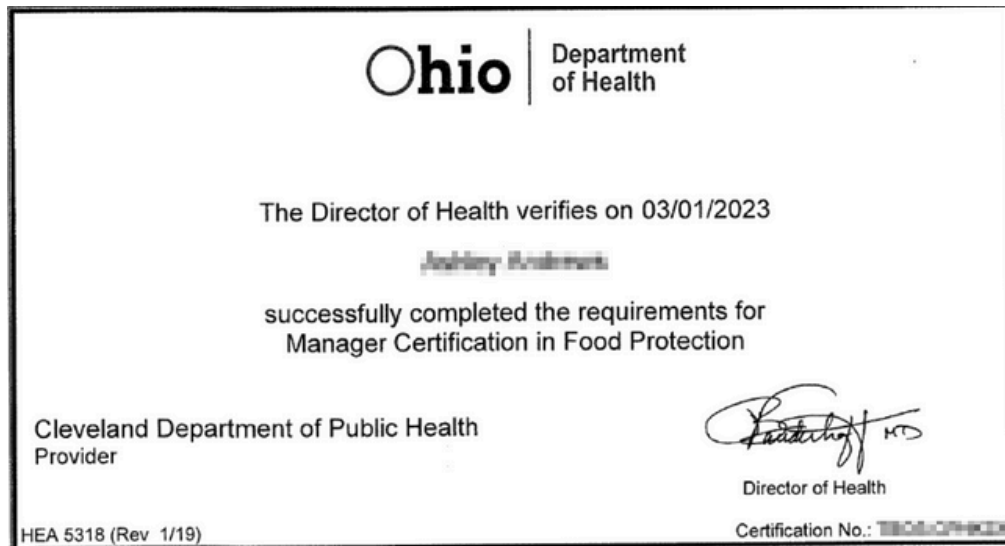 Ohio
Department
of Health
The Director of Health verifies on 03/01/2023
successfully completed the requirements for
Manager Certification in Food Protection
Cleveland Department of Public Health
Provider
MD
Director of Health
HEA 5318 (Rev 1/19)
Certification No.: